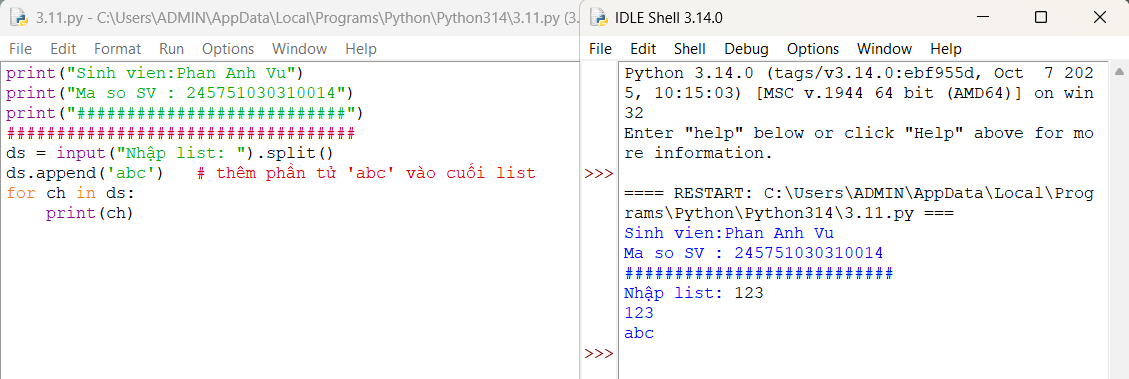 3.11.py - C:\Users\ADMIN\AppData\Local\Programs\Python\Python314\3.11.py (3.
File Edit Format Run Options Window Help
print("Sinh vien:Phan Anh Vu")
print("Ma so SV : 245751030310014")
print("###########################")
###################################
ds = input("Nhập list: ").split()
ds.append('abc')   # thêm phần tử 'abc' vào cuối list
for ch in ds:
    print(ch)
IDLE Shell 3.14.0
File Edit Shell Debug Options Window Help
Python 3.14.0 (tags/v3.14.0:ebf955d, Oct  7 202
5, 10:15:03) [MSC v.1944 64 bit (AMD64)] on win
32
Enter "help" below or click "Help" above for mo
re information.
>>>
==== RESTART: C:\Users\ADMIN\AppData\Local\Prog
rams\Python\Python314\3.11.py ===
Sinh vien:Phan Anh Vu
Ma so SV : 245751030310014
###########################
Nhập list: 123
123
abc
>>>